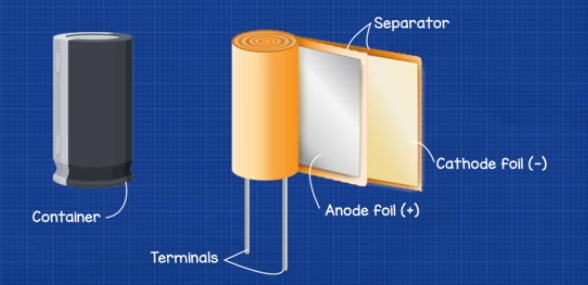 Separator
Cathode foil (-)
Anode foil (+)
Container
Terminals